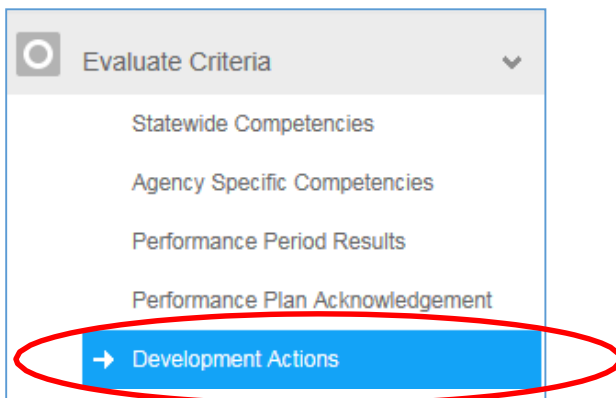 Evaluate Criteria
Statewide Competencies
Agency Specific Competencies
Performance Period Results
Performance Plan Acknowledgement
Development Actions